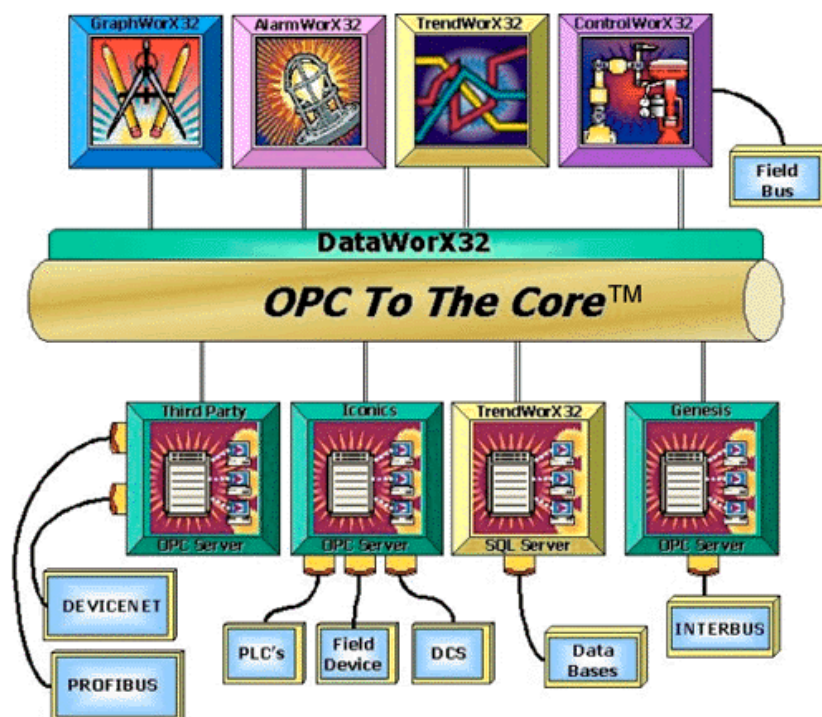 GraphWorX32
AlarmWorX32
TrendWorX32
ControlWorX32
Field
Bus
DataWorX32
OPC To The Core™
Third Party
OPC Server
Iconics
OPC Server
TrendWorX32
SQL Server
Genesis
OPC Server
DEVICENET
PROFIBUS
PLC's
Field
Device
DCS
Data
Bases
INTERBUS